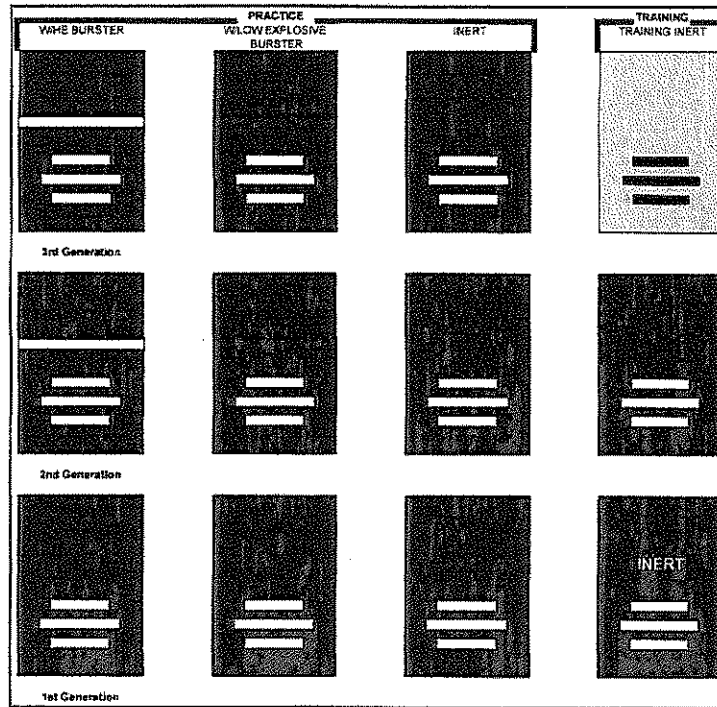 PRACTICE
TRAINING
W/HE BURSTER
W/LOW EXPLOSIVE
BURSTER
INERT
TRAINING INERT
3rd Generation
2nd Generation
INERT
1st Generation